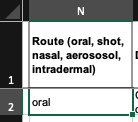 N
Route (oral, shot,
nasal, aerososol,
intradermal)
1
2
oral